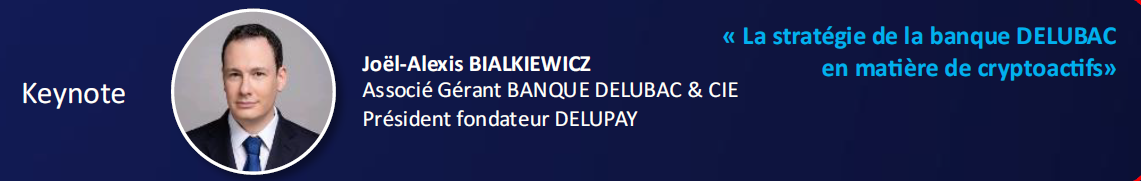 Keynote
Joël-Alexis BIALKIEWICZ
Associé Gérant BANQUE DELUBAC & CIE
Président fondateur DELUPAY
« La stratégie de la banque DELUBAC
en matière de cryptoactifs»